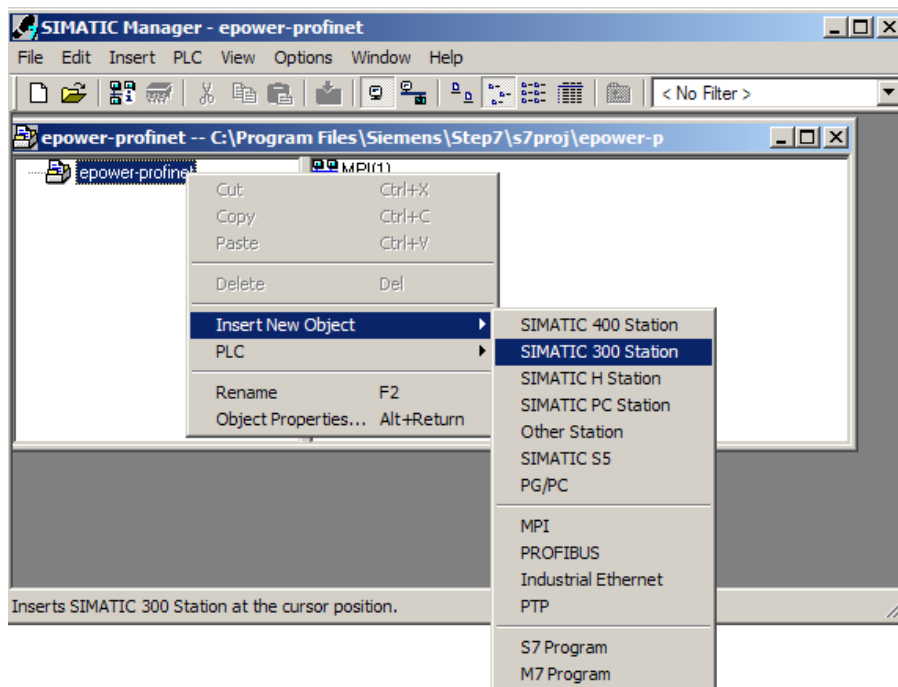 SIMATIC Manager - epower-profinet
File Edit Insert PLC View Options Window Help
< No Filter >
epower-profinet -- C:\Program Files\Siemens\Step7\s7proj\epower-p
epower-profinet
MPI(1)
Cut Ctrl+X
Copy Ctrl+C
Paste Ctrl+V
Delete Del
Insert New Object
PLC
Rename F2
Object Properties... Alt+Return
SIMATIC 400 Station
SIMATIC 300 Station
SIMATIC H Station
SIMATIC PC Station
Other Station
SIMATIC S5
PG/PC
MPI
PROFIBUS
Industrial Ethernet
PTP
S7 Program
M7 Program
Inserts SIMATIC 300 Station at the cursor position.